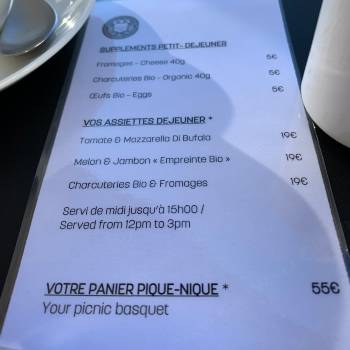 SUPPLEMENTS PETIT- DEJEUNER
Fromages - Cheese 40g 5€
Charcuteries Bio - Organic 40g 5€
Œufs Bio - Eggs 5€
VOS ASSIETTES DEJEUNER *
Tomate & Mozzarella Di Bufala 19€
Melon & Jambon « Empreinte Bio » 19€
Charcuteries Bio & Fromages 19€
Servi de midi jusqu'à 15h00 /
Served from 12pm to 3pm
VOTRE PANIER PIQUE-NIQUE * 55€
Your picnic basquet